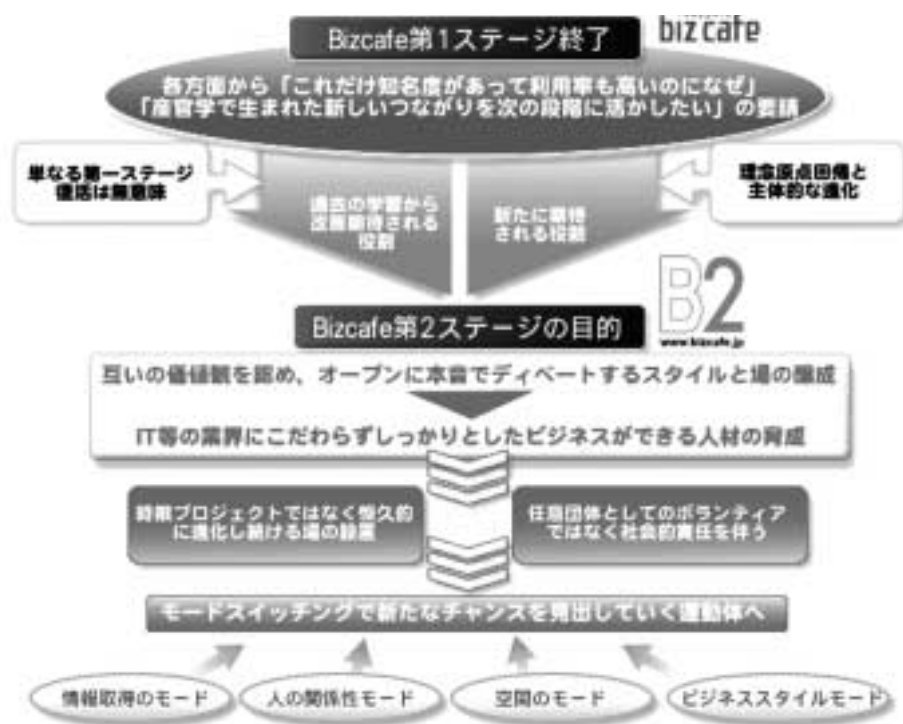 Bizcafe第1ステージ終了
biz cafe
各方面から「これだけ知名度があって利用率も高いのになぜ」
「産官学で生まれた新しいつながりを次の段階に活かしたい」の要請
単なる第一ステージ
復活は無意味
理念原点回帰と
主体的な進化
過去の学習から
改善期待される
役割
新たに期待
される役割
B2
www.bizcafe.jp
Bizcafe第2ステージの目的
互いの価値観を認め、オープンに本音でディベートするスタイルと場の醸成
IT等の業界にこだわらずしっかりとしたビジネスができる人材の育成
時限プロジェクトではなく恒久的
に進化し続ける場の設置
任意団体としてのボランティア
ではなく社会的責任を伴う
モードスイッチングで新たなチャンスを見出していく運動体へ
情報取得のモード
人の関係性モード
空間のモード
ビジネススタイルモード